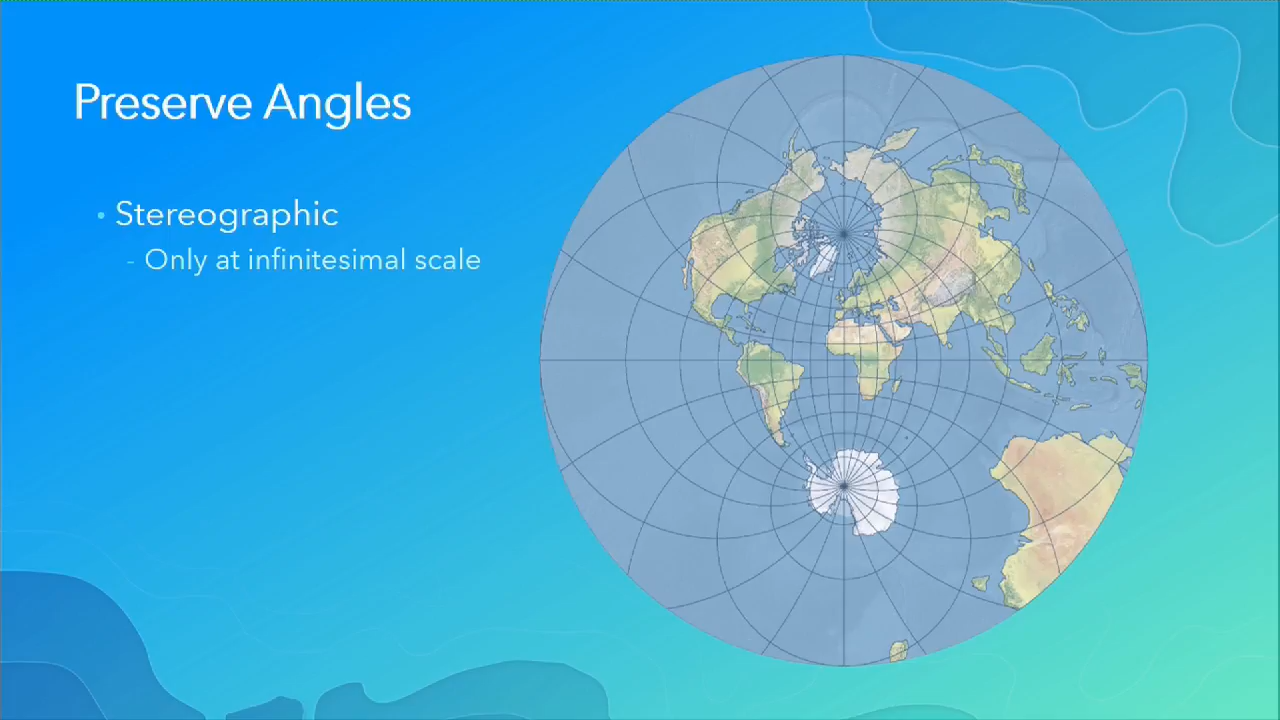 Preserve Angles
• Stereographic
- Only at infinitesimal scale